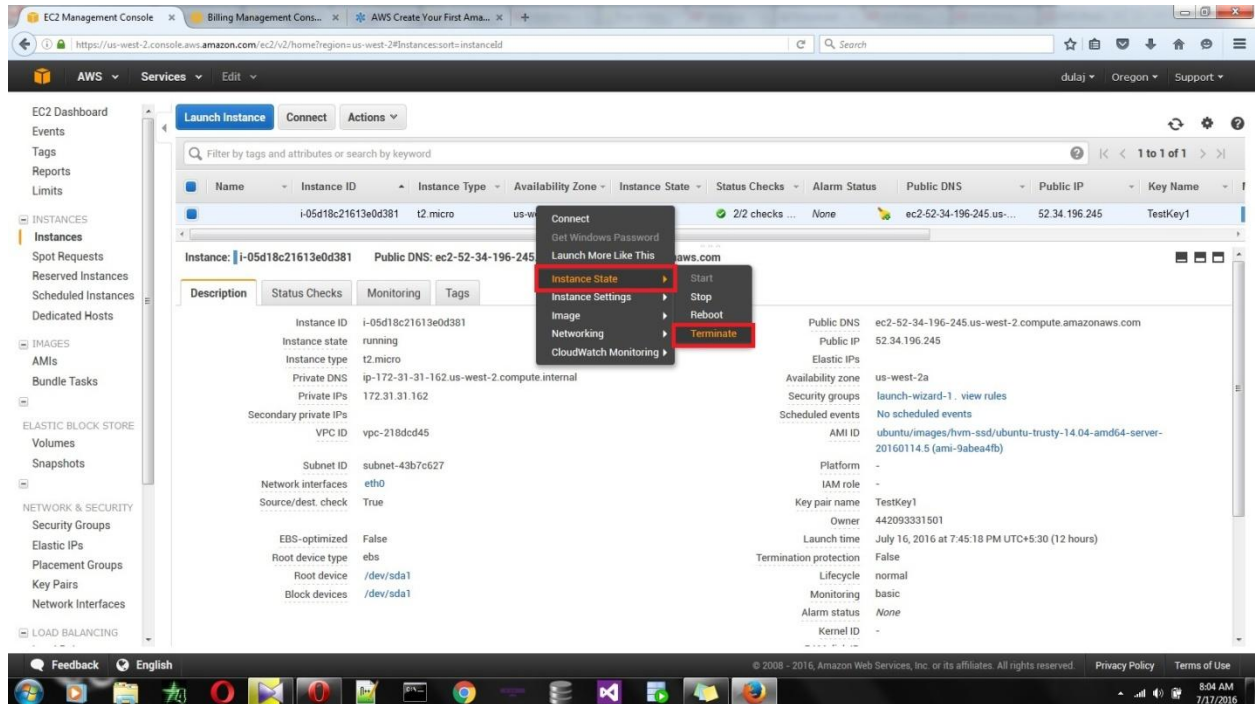 EC2 Management Console
Billing Management Cons...
AWS Create Your First Ama...
https://us-west-2.console.aws.amazon.com/ec2/v2/home?region=us-west-2#Instances:sort=instanceId
Search
AWS Services Edit
dulaj Oregon Support
EC2 Dashboard
Events
Tags
Reports
Limits
INSTANCES
Instances
Spot Requests
Reserved Instances
Scheduled Instances
Dedicated Hosts
IMAGES
AMIs
Bundle Tasks
ELASTIC BLOCK STORE
Volumes
Snapshots
NETWORK & SECURITY
Security Groups
Elastic IPs
Placement Groups
Key Pairs
Network Interfaces
LOAD BALANCING
Launch Instance Connect Actions
Filter by tags and attributes or search by keyword
1 to 1 of 1
Name Instance ID Instance Type Availability Zone Instance State Status Checks Alarm Status Public DNS Public IP Key Name
i-05d18c21613e0d381 t2.micro 2/2 checks ... None ec2-52-34-196-245.us-... 52.34.196.245 TestKey1
Instance: i-05d18c21613e0d381 Public DNS: ec2-52-34-196-245.
Connect
Get Windows Password
Launch More Like This
Instance State
Instance Settings
Image
Networking
CloudWatch Monitoring
Start
Stop
Reboot
Terminate
Description Status Checks Monitoring Tags
Instance ID i-05d18c21613e0d381
Instance state running
Instance type t2.micro
Private DNS ip-172-31-31-162.us-west-2.compute.internal
Private IPs 172.31.31.162
Secondary private IPs
VPC ID vpc-218dcd45
Subnet ID subnet-43b7c627
Network interfaces eth0
Source/dest. check True
EBS-optimized False
Root device type ebs
Root device /dev/sda1
Block devices /dev/sda1
Public DNS ec2-52-34-196-245.us-west-2.compute.amazonaws.com
Public IP 52.34.196.245
Elastic IPs
Availability zone us-west-2a
Security groups launch-wizard-1. view rules
Scheduled events No scheduled events
AMI ID ubuntu/images/hvm-ssd/ubuntu-trusty-14.04-amd64-server-
20160114.5 (ami-9abea4fb)
Platform -
IAM role -
Key pair name TestKey1
Owner 442093331501
Launch time July 16, 2016 at 7:45:18 PM UTC+5:30 (12 hours)
Termination protection False
Lifecycle normal
Monitoring basic
Alarm status None
Kernel ID -
Feedback English
© 2008 - 2016, Amazon Web Services, Inc. or its affiliates. All rights reserved. Privacy Policy Terms of Use
8:04 AM
7/17/2016